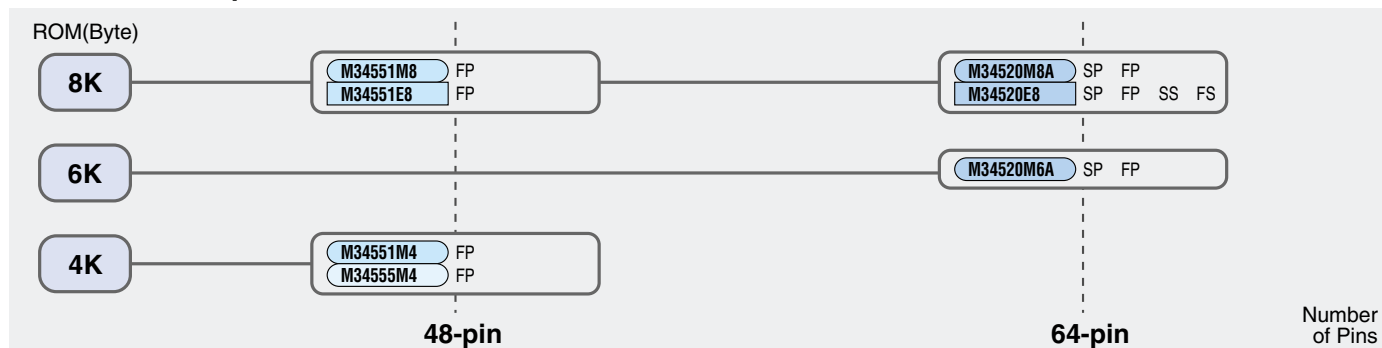 ROM(Byte)
8K
M34551M8 FP
M34551E8 FP
M34520M8A SP FP
M34520E8 SP FP SS FS
6K
M34520M6A SP FP
4K
M34551M4 FP
M34555M4 FP
48-pin
64-pin
Number
of Pins